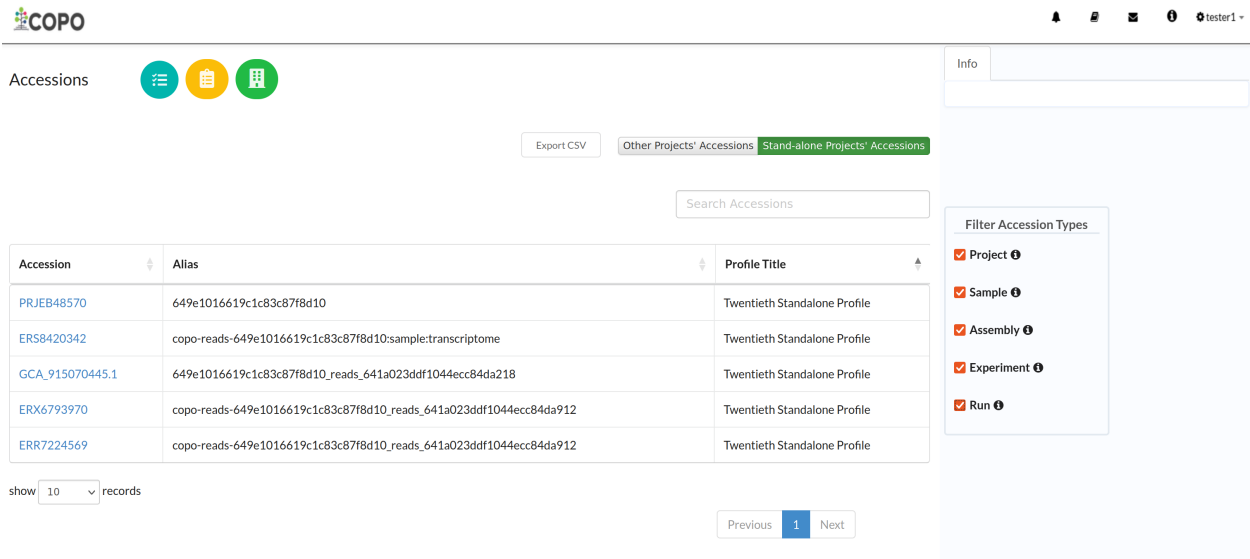 COPO
tester1
Accessions
Info
Export CSV
Other Projects' Accessions
Stand-alone Projects' Accessions
Search Accessions
Filter Accession Types
Project
Sample
Assembly
Experiment
Run
Accession Alias Profile Title
PRJEB48570 649e1016619c1c83c87f8d10 Twentieth Standalone Profile
ERS8420342 copo-reads-649e1016619c1c83c87f8d10:sample:transcriptome Twentieth Standalone Profile
GCA_915070445.1 649e1016619c1c83c87f8d10_reads_641a023ddf1044ecc84da218 Twentieth Standalone Profile
ERX6793970 copo-reads-649e1016619c1c83c87f8d10_reads_641a023ddf1044ecc84da912 Twentieth Standalone Profile
ERR7224569 copo-reads-649e1016619c1c83c87f8d10_reads_641a023ddf1044ecc84da912 Twentieth Standalone Profile
show 10 records
Previous 1 Next